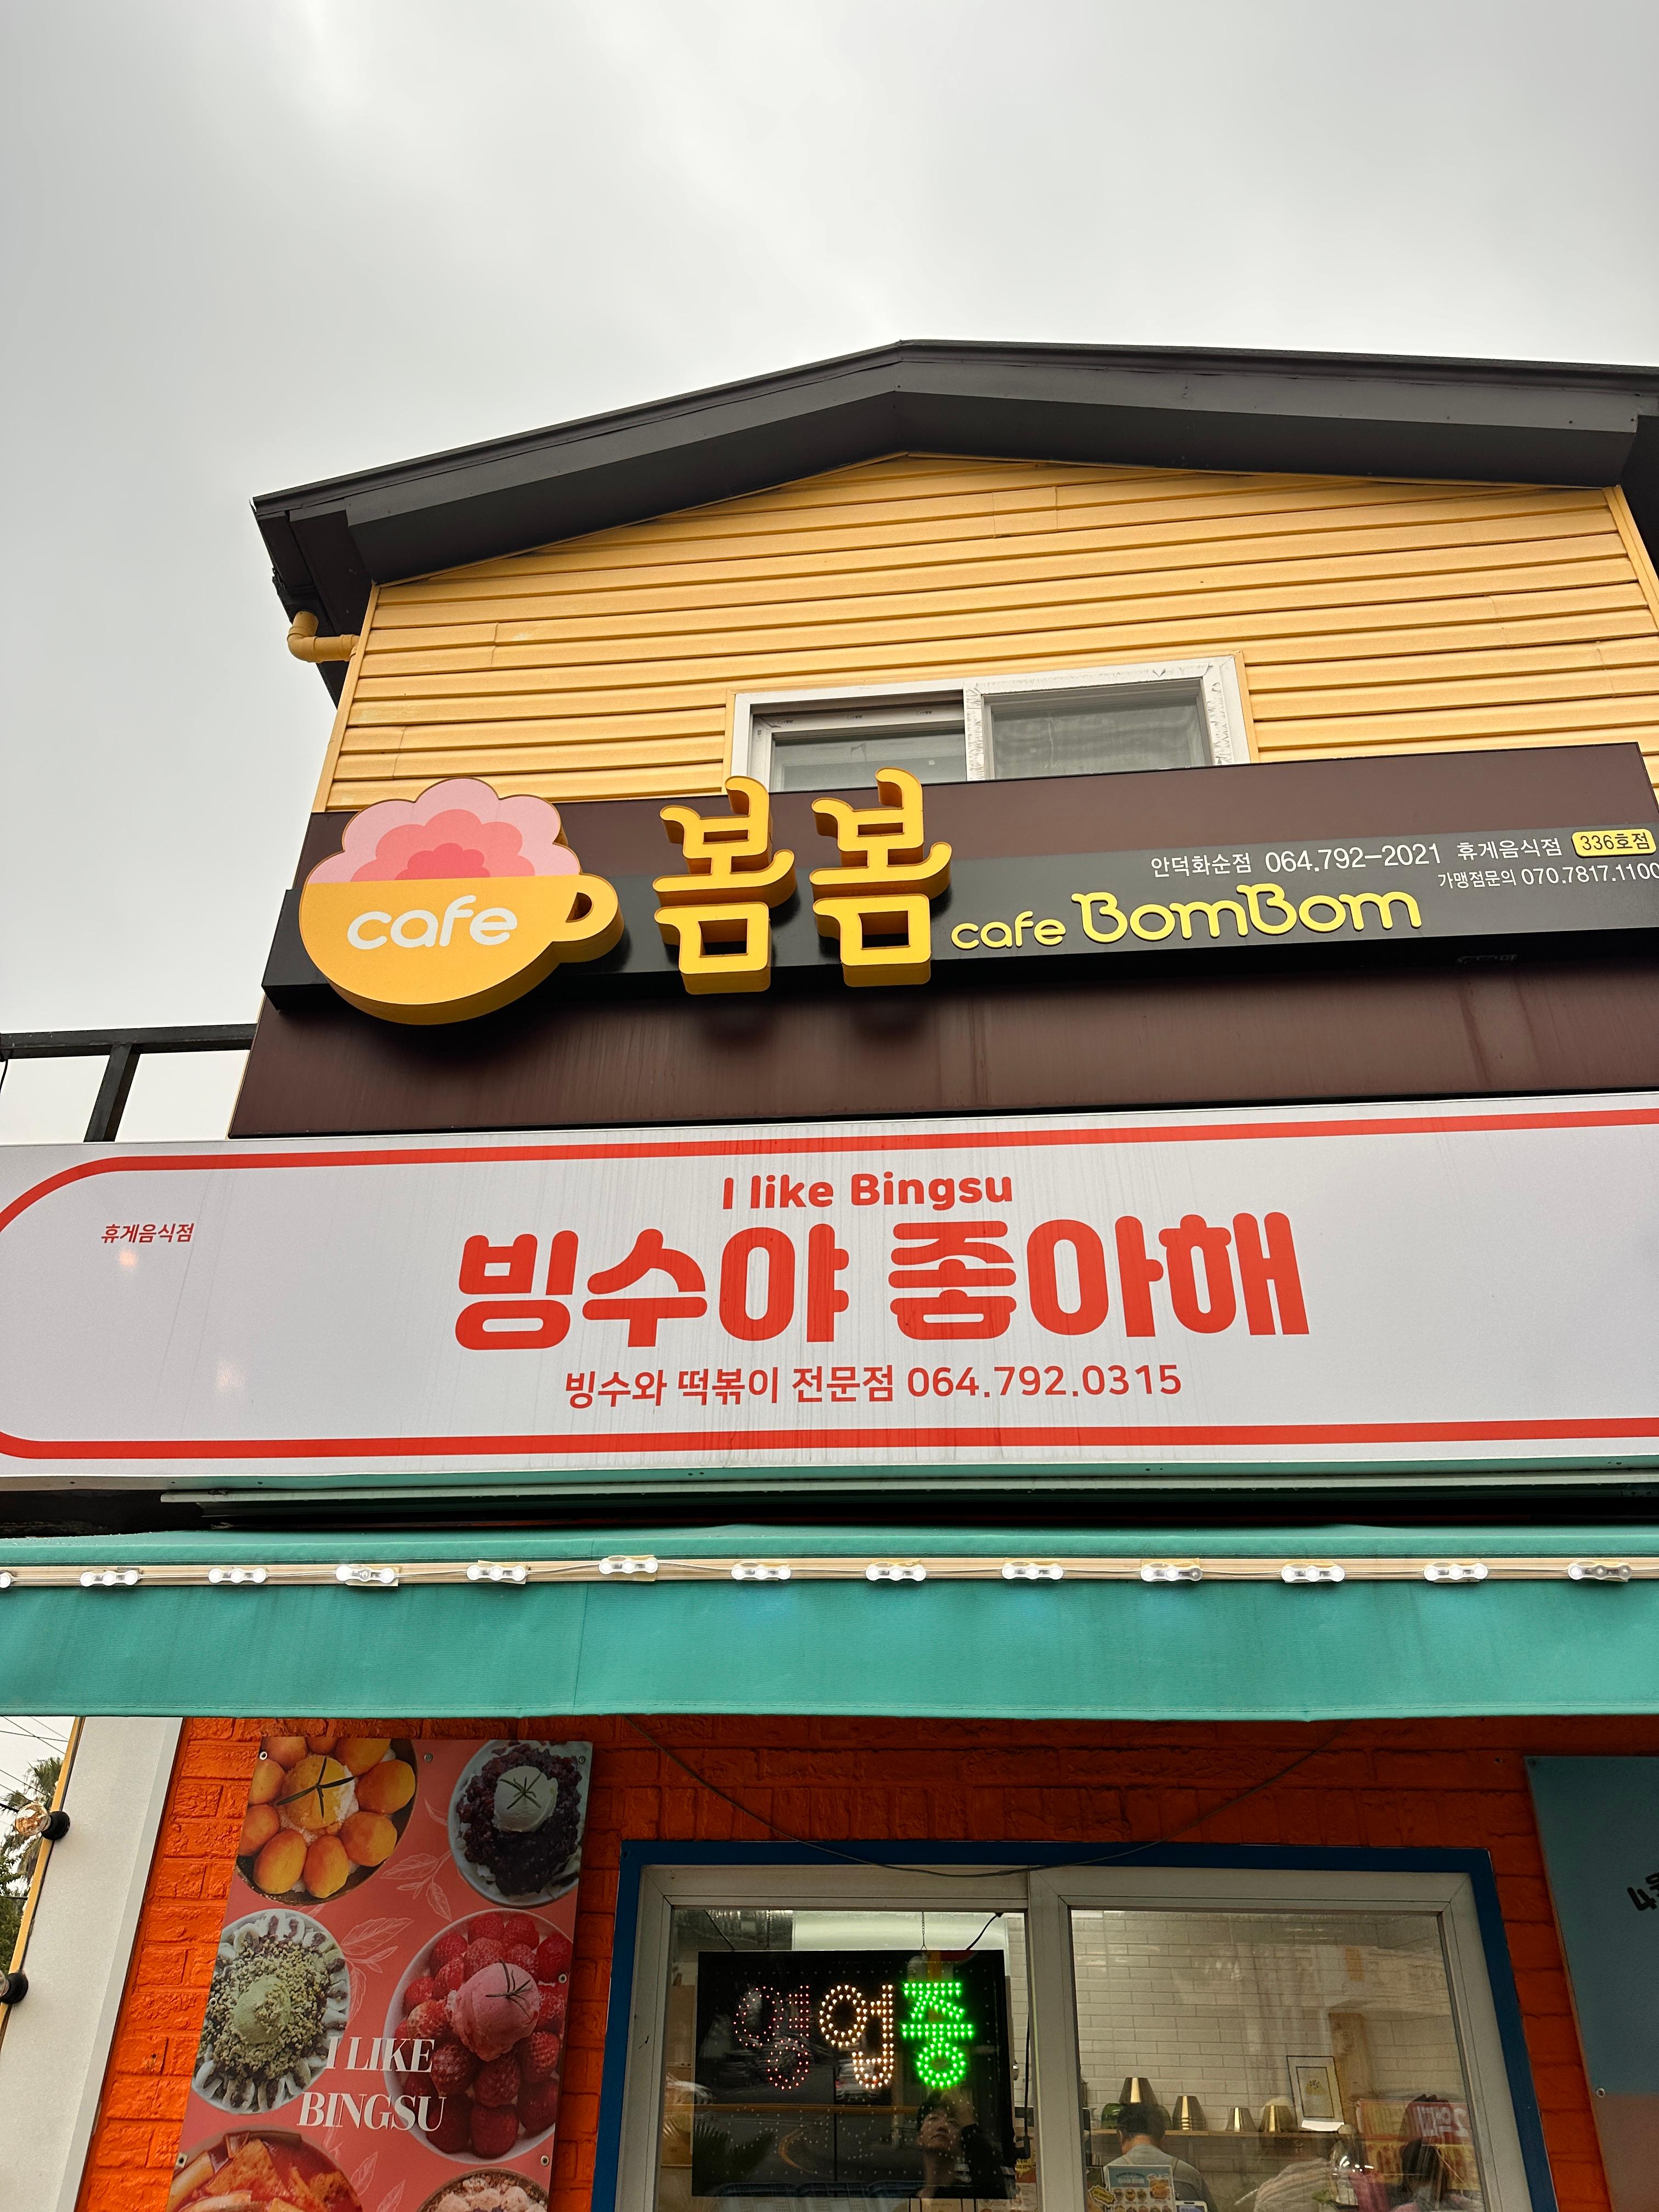 cafe
봄봄
cafe BomBom
안덕화순점 064.792-2021 휴게음식점 336호점
가맹점문의 070.7817.1100
I like Bingsu
휴게음식점
빙수야 좋아해
빙수와 떡볶이 전문점 064.792.0315
I LIKE
BINGSU
영업중